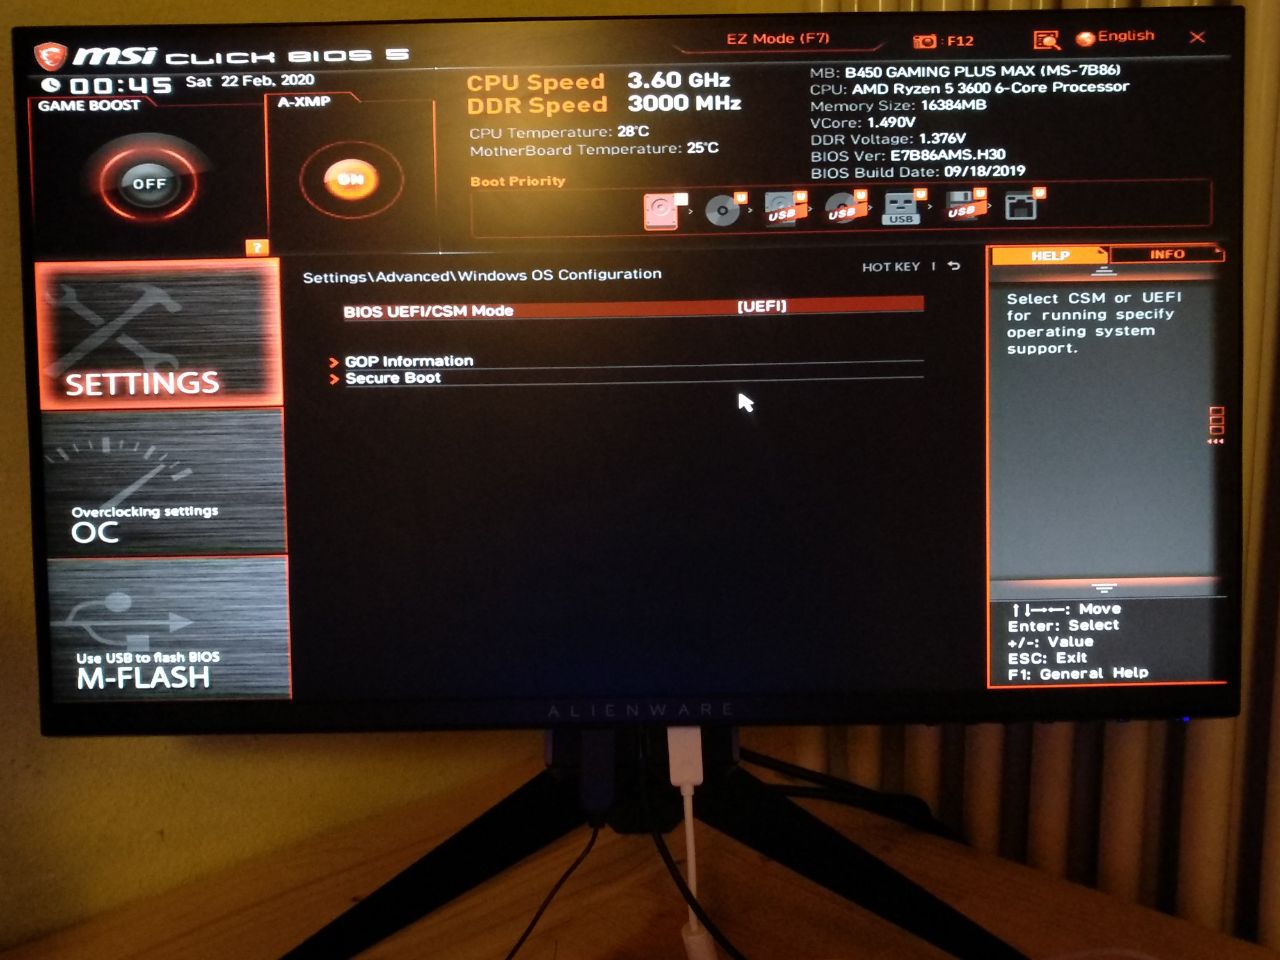 msi CLICK BIOS 5
EZ Mode (F7)
: F12
English
X
00:45 Sat 22 Feb, 2020
GAME BOOST
OFF
A-XMP
ON
CPU Speed 3.60 GHz
DDR Speed 3000 MHz
CPU Temperature: 28°C
MotherBoard Temperature: 25°C
MB: B450 GAMING PLUS MAX (MS-7B86)
CPU: AMD Ryzen 5 3600 6-Core Processor
Memory Size: 16384MB
VCore: 1.490V
DDR Voltage: 1.376V
BIOS Ver: E7B86AMS.H30
BIOS Build Date: 09/18/2019
Boot Priority
U U U U U U
USB USB USB USB
?
SETTINGS
Overclocking settings
OC
Use USB to flash BIOS
M-FLASH
Settings\Advanced\Windows OS Configuration
HOT KEY |
BIOS UEFI/CSM Mode [UEFI]
> GOP Information
> Secure Boot
HELP INFO
Select CSM or UEFI
for running specify
operating system
support.
↑↓→←: Move
Enter: Select
+/-: Value
ESC: Exit
F1: General Help
ALIENWARE